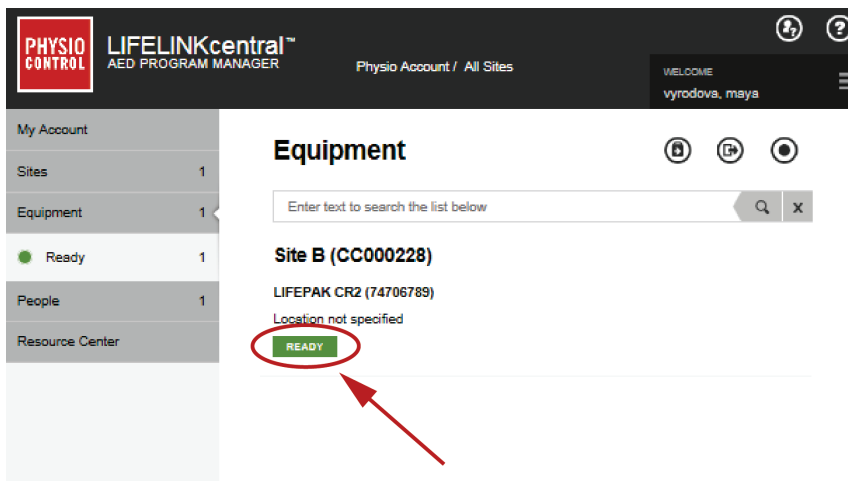 PHYSIO
CONTROL
LIFELINKcentral™
AED PROGRAM MANAGER
Physio Account / All Sites
WELCOME
vyrodova, maya
My Account
Sites 1
Equipment 1
Ready 1
People 1
Resource Center
Equipment
Enter text to search the list below
X
Site B (CC000228)
LIFEPAK CR2 (74706789)
Location not specified
READY